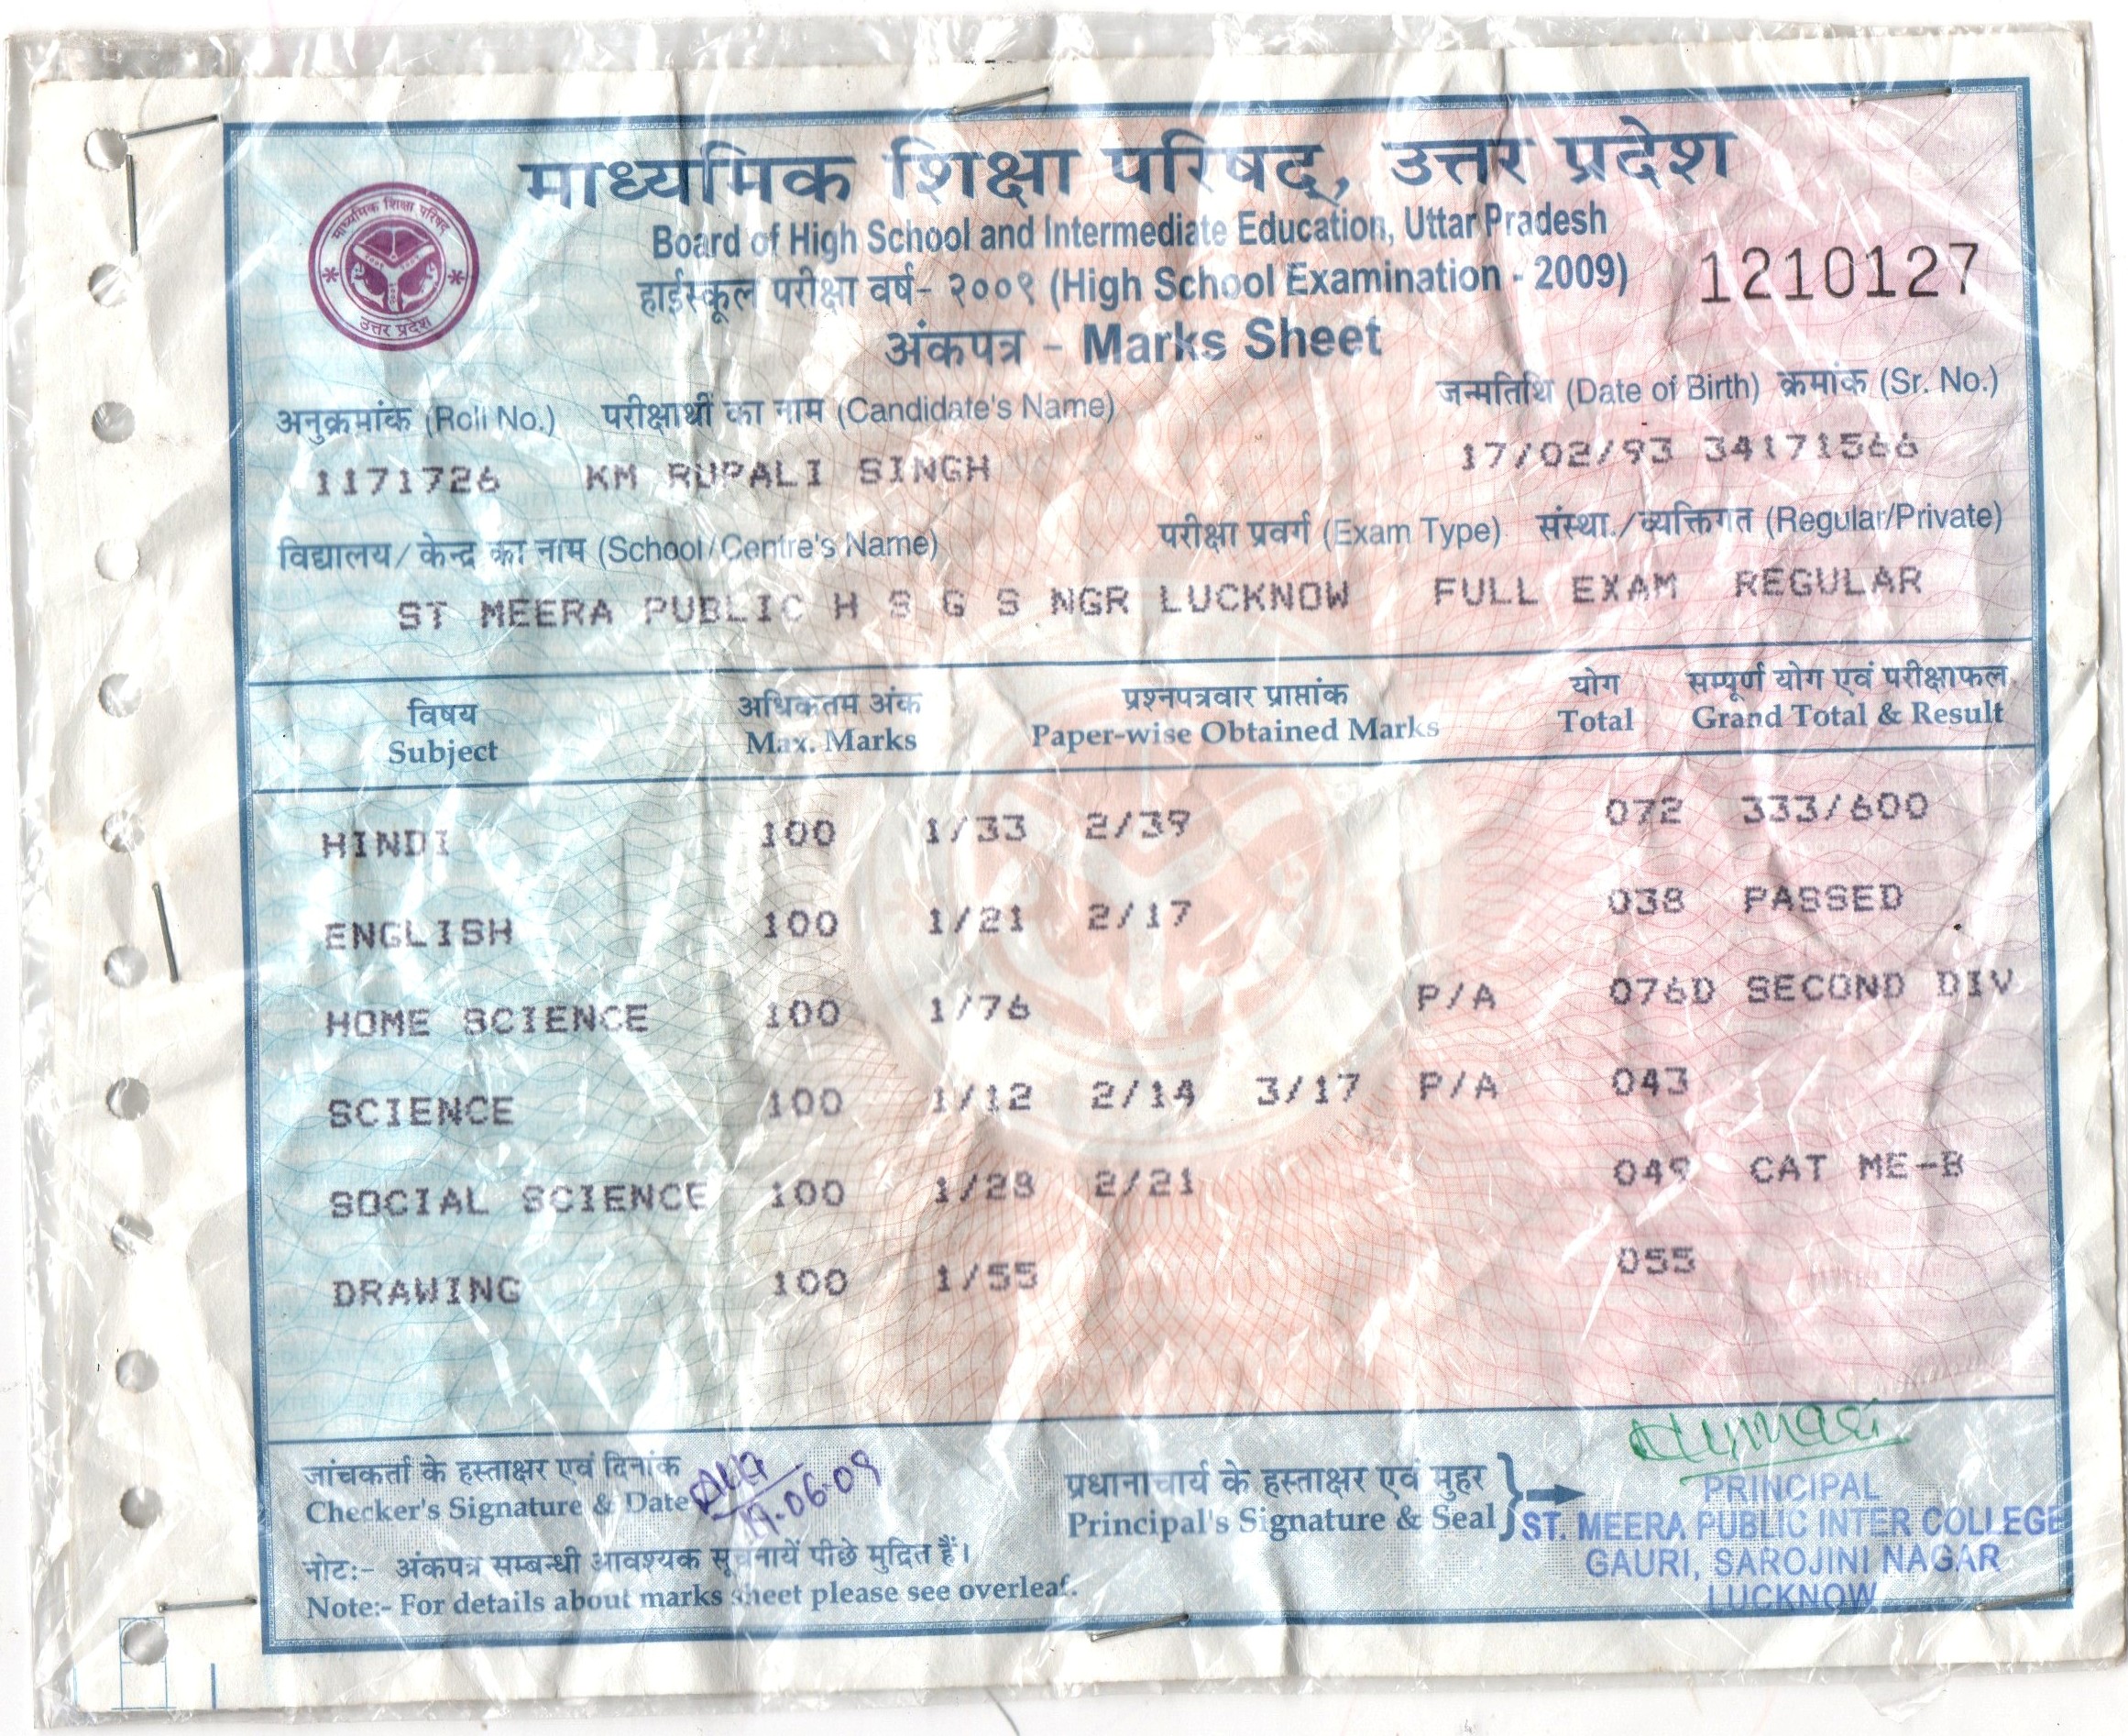 माध्यमिक शिक्षा परिषद्, उत्तर प्रदेश
Board of High School and Intermediate Education, Uttar Pradesh
हाईस्कूल परीक्षा वर्ष- २००९ (High School Examination - 2009) 1210127
अंकपत्र - Marks Sheet
माध्यमिक शिक्षा परिषद
उत्तर प्रदेश
अनुक्रमांक (Roll No.) परीक्षार्थी का नाम (Candidate's Name) जन्मतिथि (Date of Birth) क्रमांक (Sr. No.)
1171726 KM RUPALI SINGH 17/02/93 34171566
विद्यालय/ केन्द्र का नाम (School/Centre's Name) परीक्षा प्रवर्ग (Exam Type) संस्था./व्यक्तिगत (Regular/Private)
ST MEERA PUBLIC H S G S NGR LUCKNOW FULL EXAM REGULAR
विषय अधिकतम अंक प्रश्नपत्रवार प्राप्तांक योग सम्पूर्ण योग एवं परीक्षाफल
Subject Max. Marks Paper-wise Obtained Marks Total Grand Total & Result
HINDI 100 1/33 2/39 072 333/600
ENGLISH 100 1/21 2/17 038 PASSED
HOME SCIENCE 100 1/76 P/A 076D SECOND DIV
SCIENCE 100 1/12 2/14 3/17 P/A 043
SOCIAL SCIENCE 100 1/28 2/21 049 CAT ME-B
DRAWING 100 1/55 055
जांचकर्ता के हस्ताक्षर एवं दिनांक
Checker's Signature & Date 19.06.09
प्रधानाचार्य के हस्ताक्षर एवं मुहर
Principal's Signature & Seal
PRINCIPAL
ST. MEERA PUBLIC INTER COLLEGE
GAURI, SAROJINI NAGAR
LUCKNOW
नोट:- अंकपत्र सम्बन्धी आवश्यक सूचनायें पीछे मुद्रित हैं।
Note:- For details about marks sheet please see overleaf.